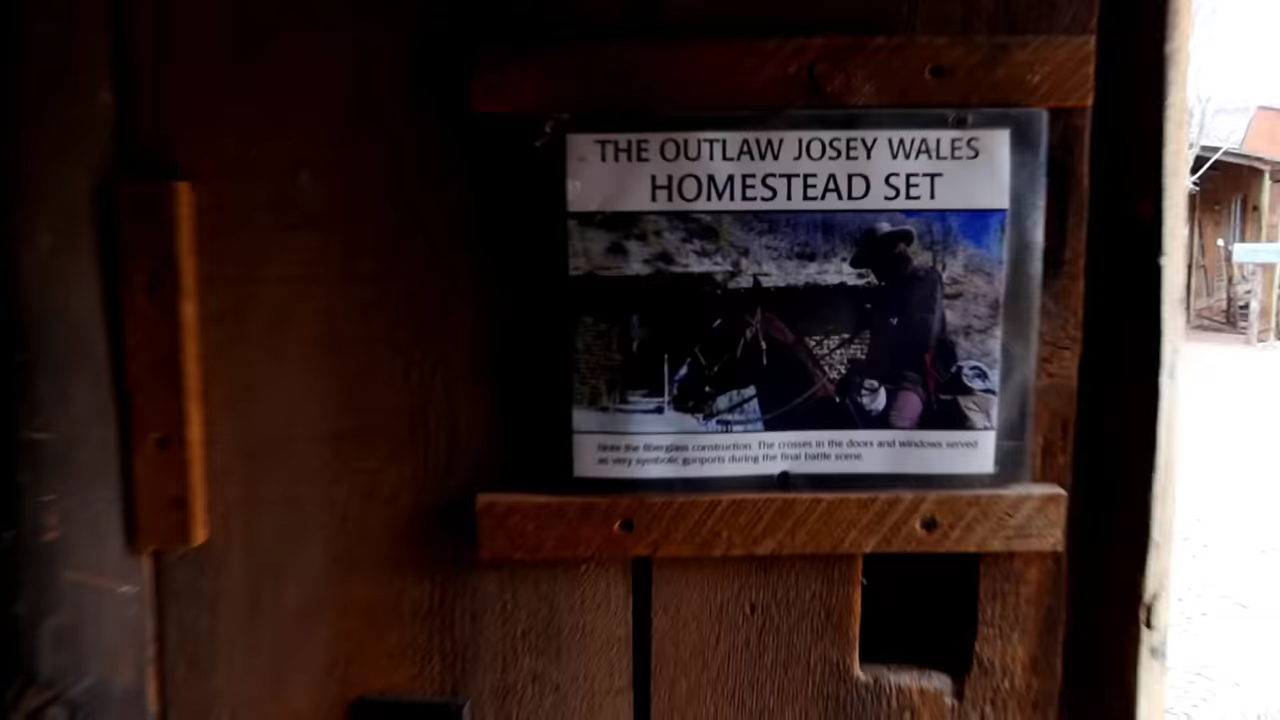 THE OUTLAW JOSEY WALES
HOMESTEAD SET
Note the fiberglass construction. The crosses in the doors and windows served
as very symbolic gunports during the final battle scene.